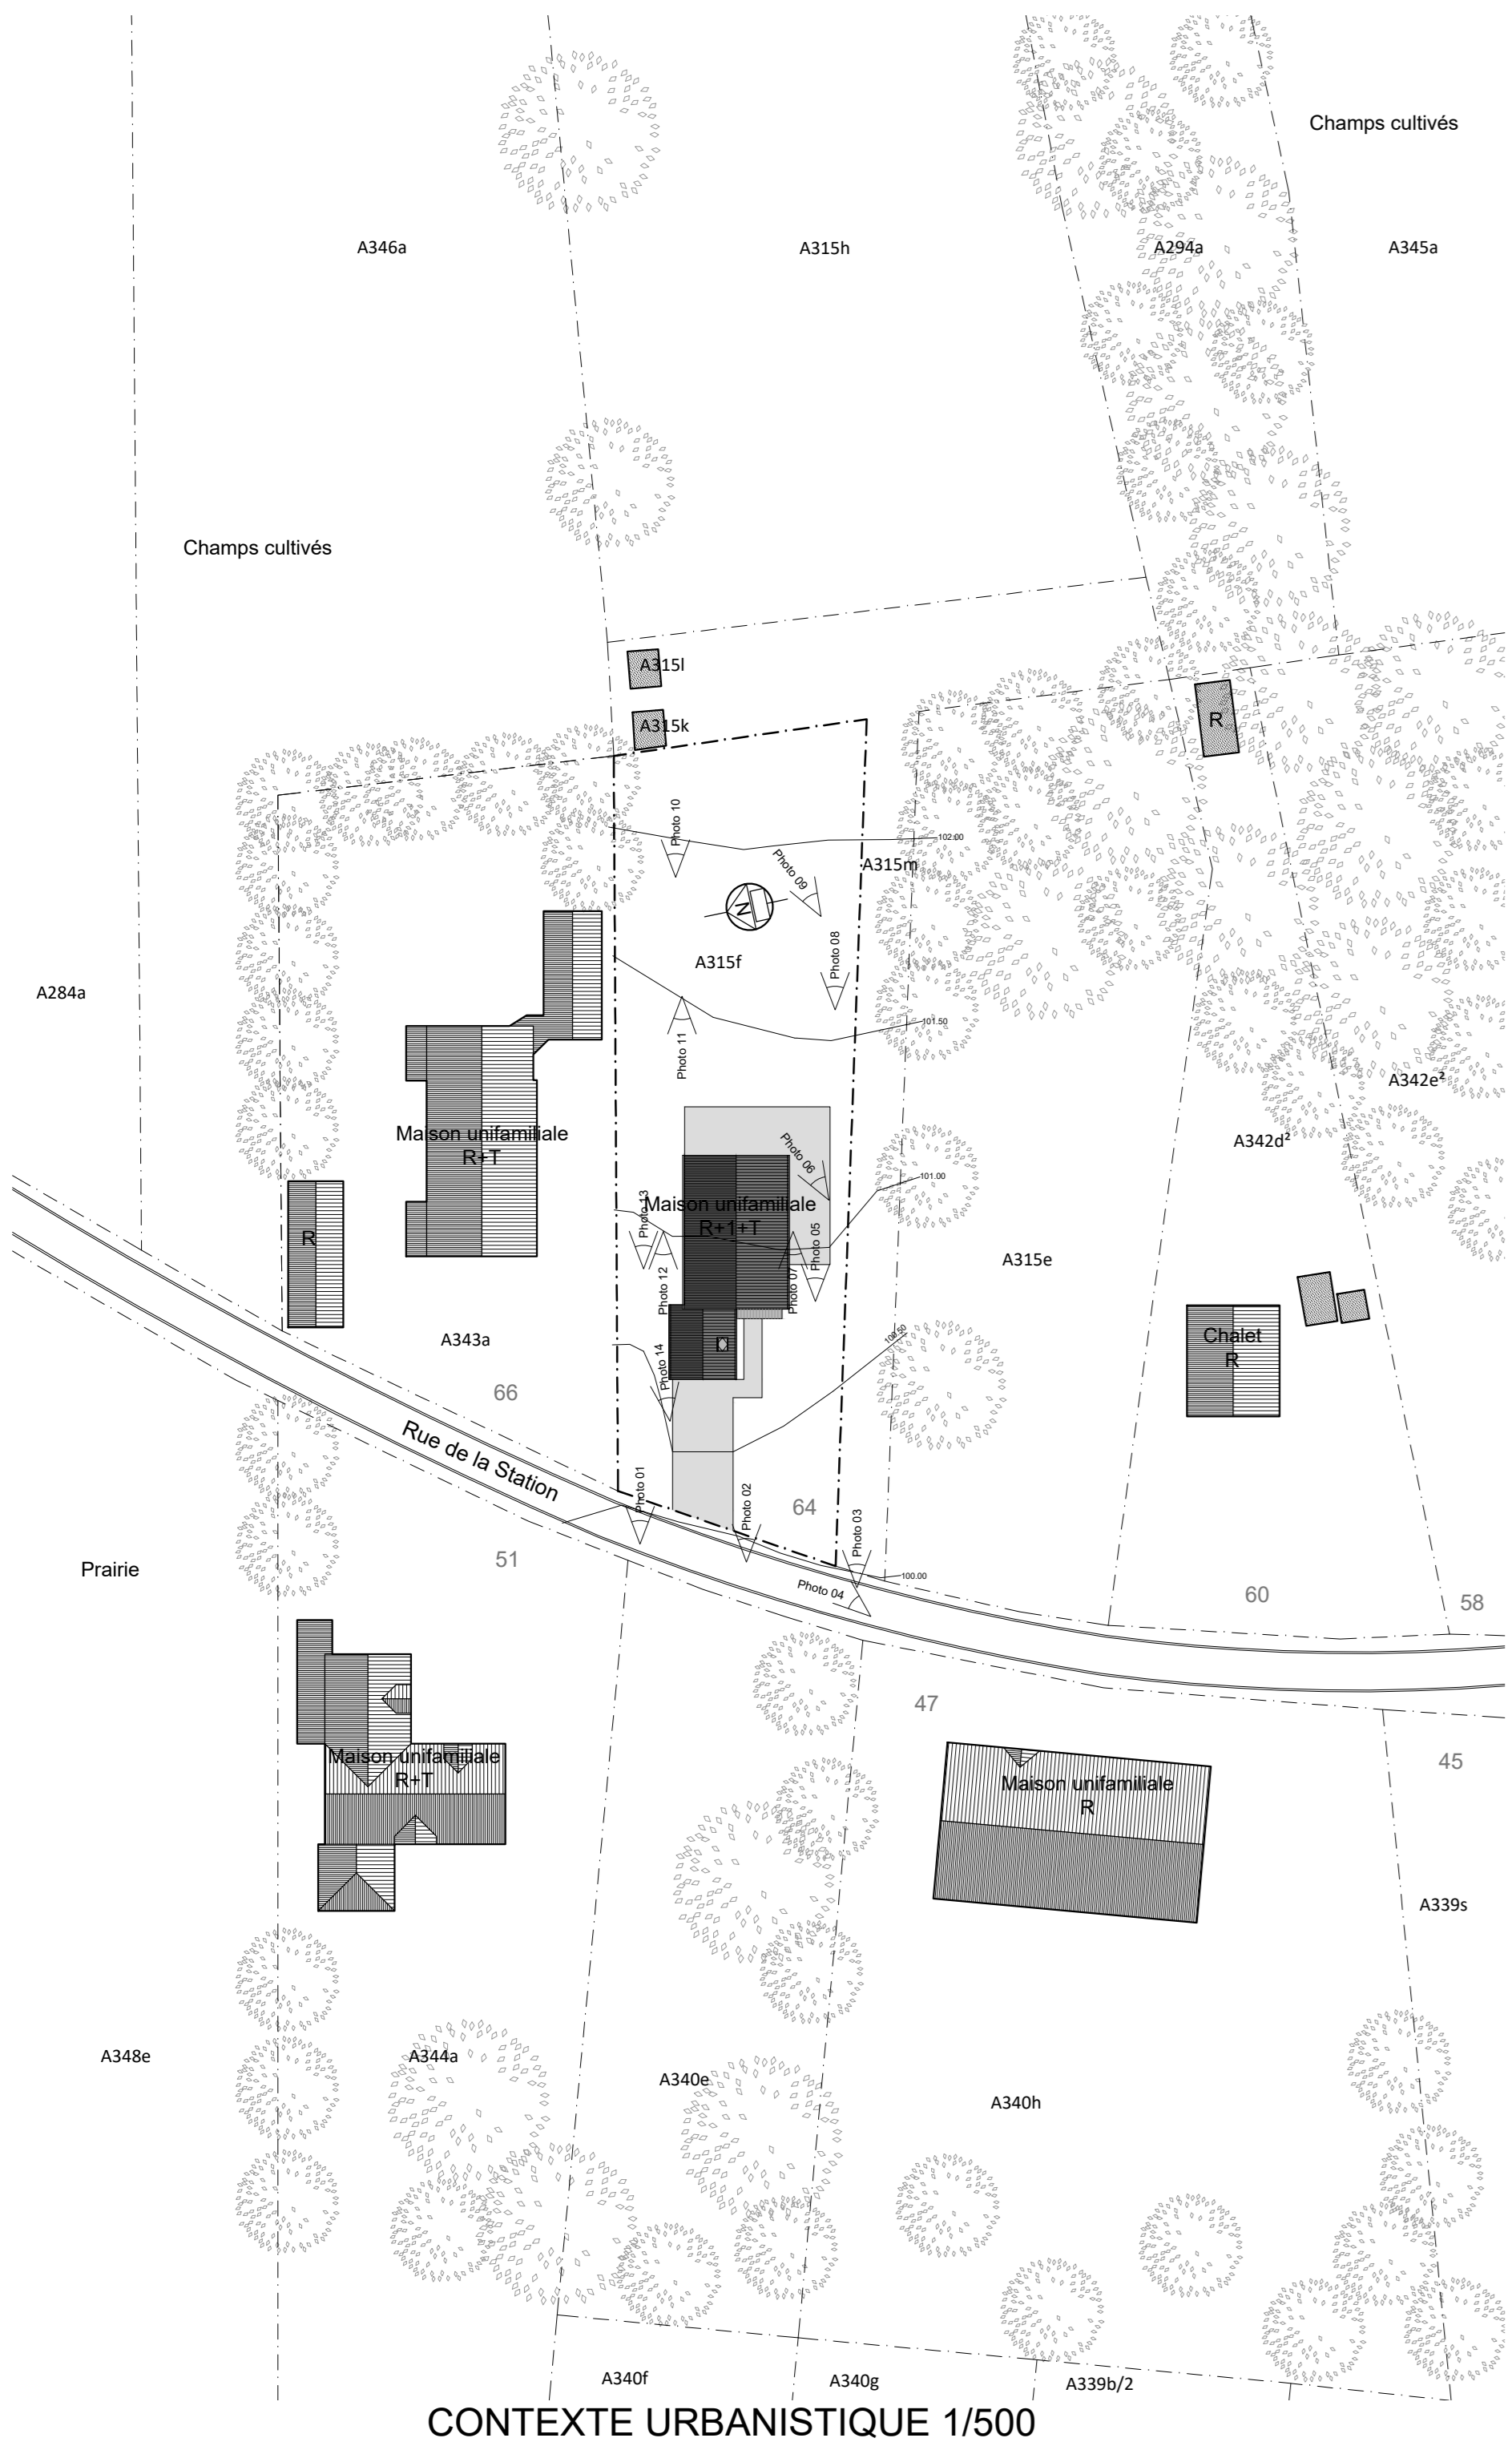 Champs cultivés
A346a
A315h
A294a
A345a
Champs cultivés
A315l
A315k
R
Photo 10
102.00
A315m
Photo 09
N
A315f
Photo 08
A284a
101.50
Photo 11
A342e²
Maison unifamiliale
R+T
A342d²
Photo 06
101.00
Maison unifamiliale
R+1+T
Photo 13
Photo 05
R
A315e
Photo 12
Photo 07
A343a
100.50
Chalet
R
Photo 14
66
Rue de la Station
Photo 01
Photo 02
64
Photo 03
51
Prairie
100.00
Photo 04
60
58
47
Maison unifamiliale
R+T
45
Maison unifamiliale
R
A339s
A348e
A344a
A340e
A340h
A340f
A340g
A339b/2
CONTEXTE URBANISTIQUE 1/500